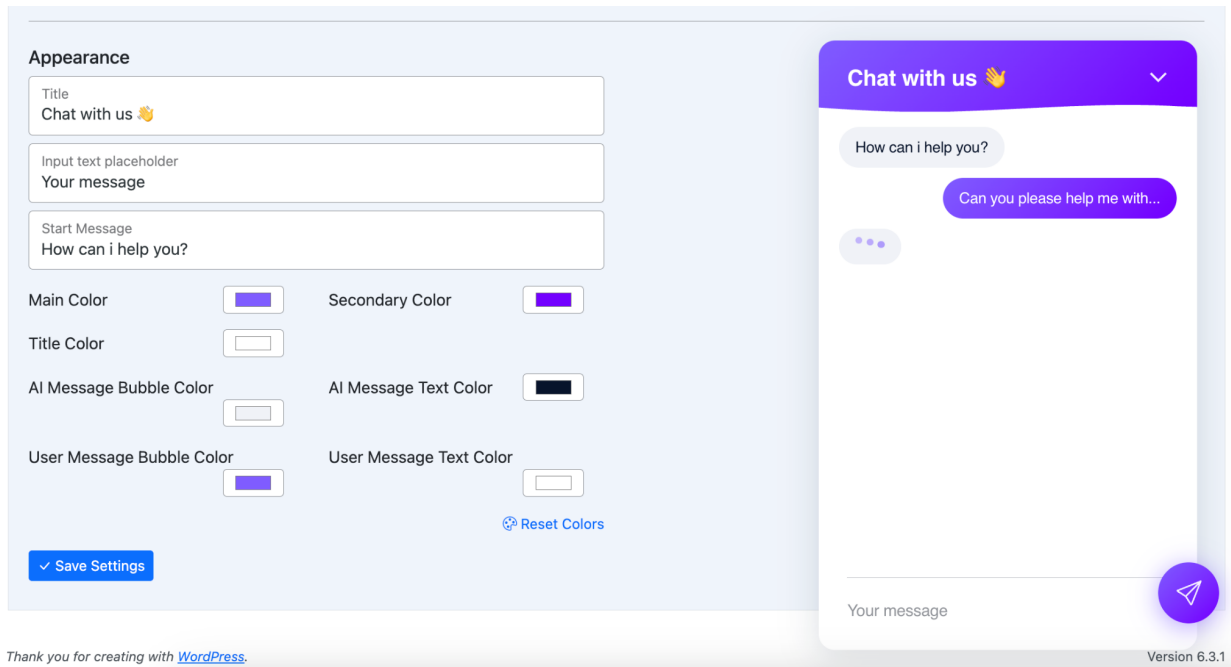 Appearance
Title
Chat with us 👋
Input text placeholder
Your message
Start Message
How can i help you?
Main Color
Secondary Color
Title Color
AI Message Bubble Color
AI Message Text Color
User Message Bubble Color
User Message Text Color
Reset Colors
Save Settings
Chat with us 👋
How can i help you?
Can you please help me with...
Your message
Thank you for creating with WordPress.
Version 6.3.1